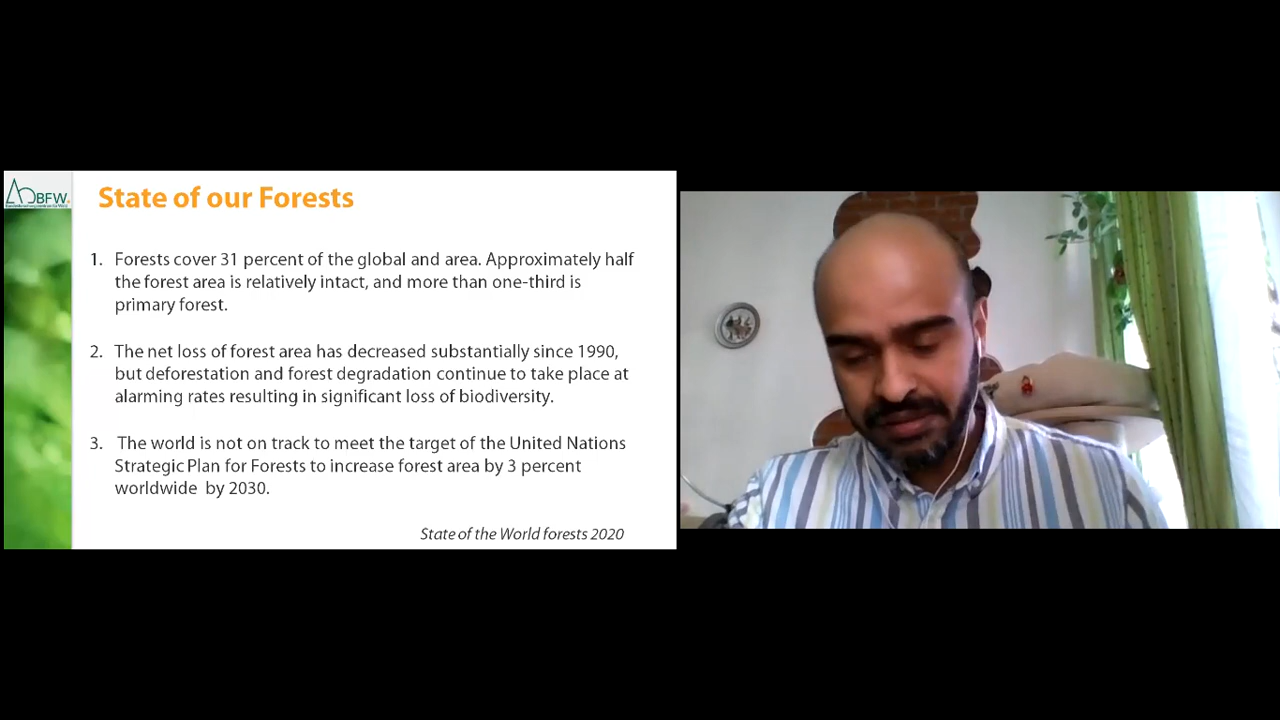 BFW
State of our Forests
1. Forests cover 31 percent of the global and area. Approximately half
the forest area is relatively intact, and more than one-third is
primary forest.
2. The net loss of forest area has decreased substantially since 1990,
but deforestation and forest degradation continue to take place at
alarming rates resulting in significant loss of biodiversity.
3. The world is not on track to meet the target of the United Nations
Strategic Plan for Forests to increase forest area by 3 percent
worldwide by 2030.
State of the World forests 2020